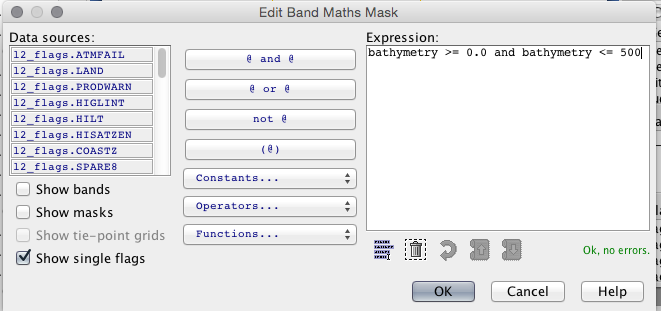 Edit Band Maths Mask
Data sources:
l2_flags.ATMFAIL
l2_flags.LAND
l2_flags.PRODWARN
l2_flags.HIGLINT
l2_flags.HILT
l2_flags.HISATZEN
l2_flags.COASTZ
l2_flags.SPARE8
Show bands
Show masks
Show tie-point grids
Show single flags
@ and @
@ or @
not @
(@)
Constants...
Operators...
Functions...
Expression:
bathymetry >= 0.0 and bathymetry <= 500
Ok, no errors.
OK
Cancel
Help